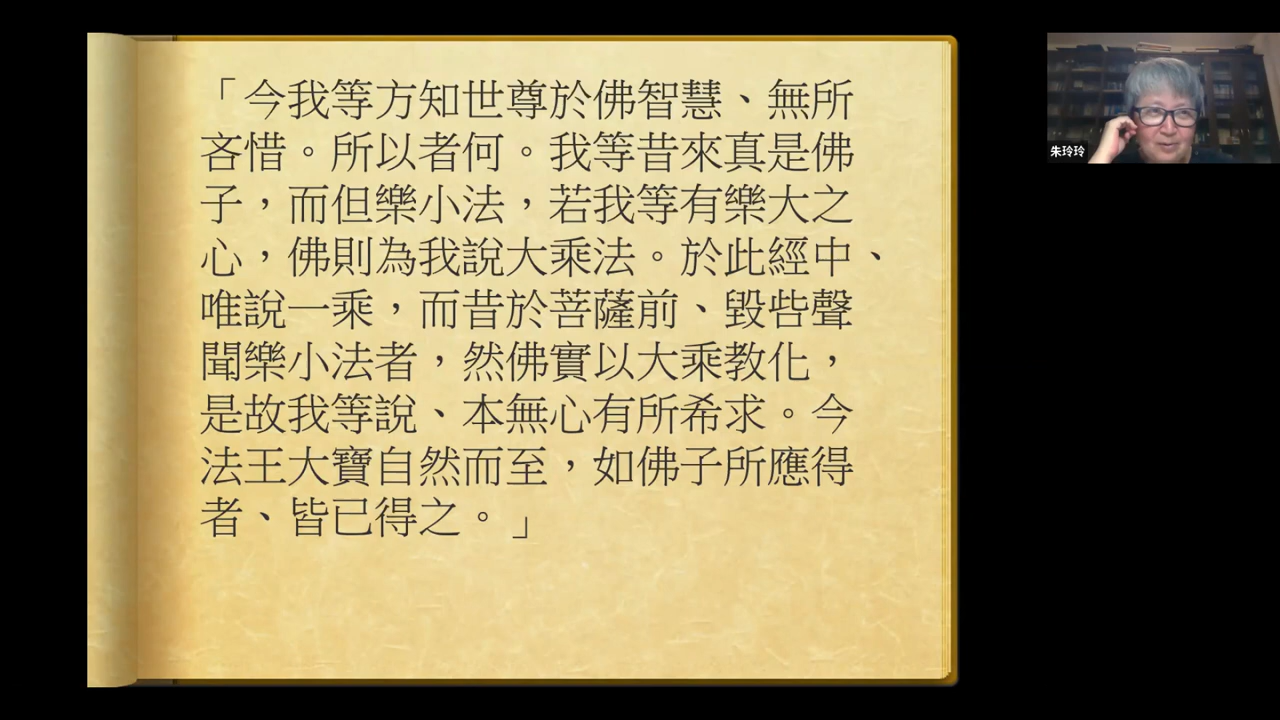 「今我等方知世尊於佛智慧、無所
吝惜。所以者何。我等昔來真是佛
子，而但樂小法，若我等有樂大之
心，佛則為我說大乘法。於此經中、
唯說一乘，而昔於菩薩前、毀呰聲
聞樂小法者，然佛實以大乘教化，
是故我等說、本無心有所希求。今
法王大寶自然而至，如佛子所應得
者、皆已得之。」
朱玲玲